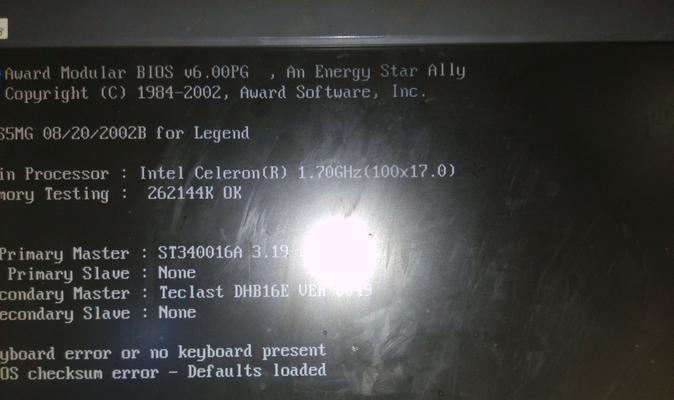 Award Modular BIOS v6.00PG , An Energy Star Ally
Copyright (C) 1984-2002, Award Software, Inc.
S5MG 08/20/2002B for Legend
in Processor : Intel Celeron(R) 1.70GHz(100x17.0)
mory Testing : 262144K OK
Primary Master : ST340016A 3.19
Primary Slave : None
condary Master : Teclast DHB16E VER
econdary Slave : None
yboard error or no keyboard present
OS checksum error - Defaults loaded